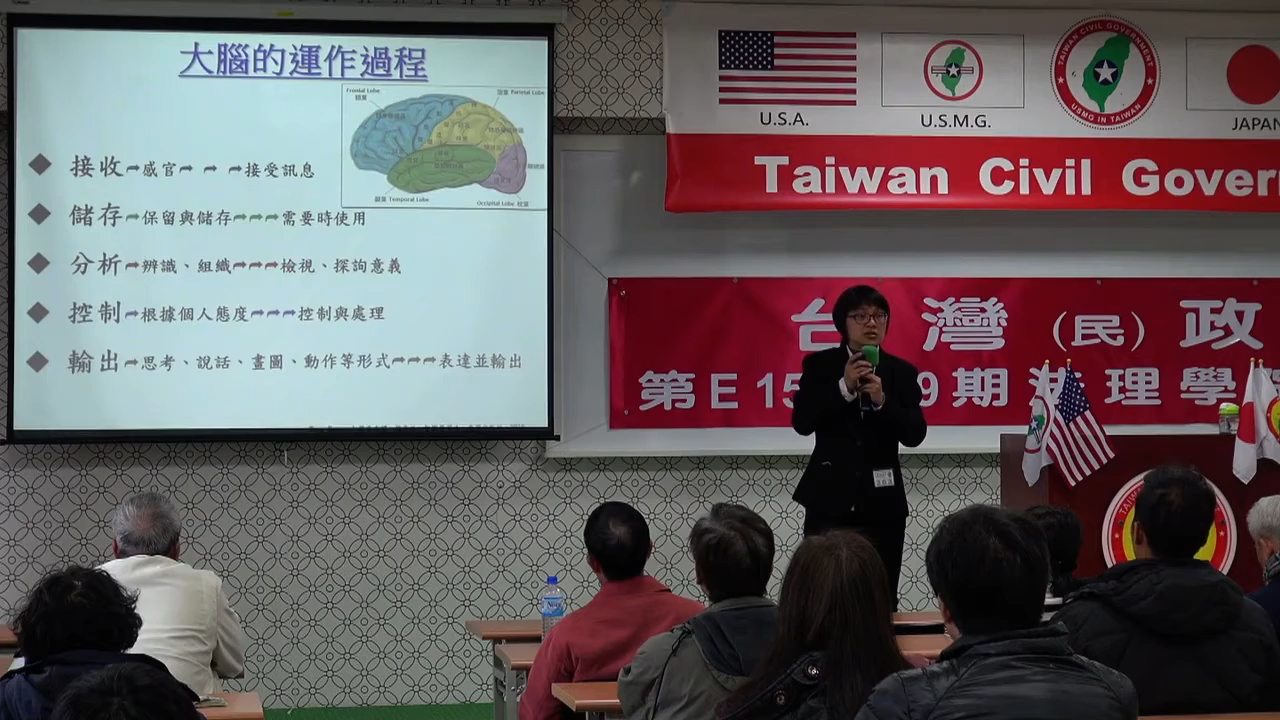 大腦的運作過程
Frontal Lobe
Parietal Lobe
Temporal Lobe
Occipital Lobe
接收 感官 接受訊息
儲存 保留與儲存 需要時使用
分析 辨識、組織 檢視、探詢意義
控制 根據個人態度 控制與處理
輸出 思考、說話、畫圖、動作等形式 表達並輸出
U.S.A.
U.S.M.G.
TAIWAN CIVIL GOVERNMENT
USMG IN TAIWAN
JAPAN
Taiwan Civil Gover
台灣(民)政
第E15 9期 理學